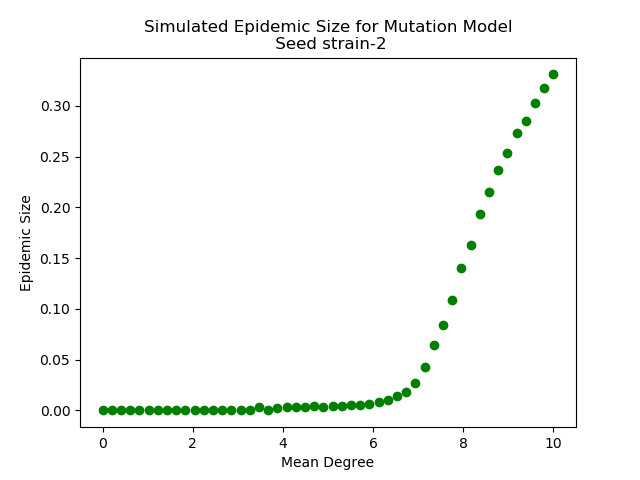 Simulated Epidemic Size for Mutation Model
Seed strain-2
0.30
0.25
0.20
0.15
0.10
0.05
0.00
Epidemic Size
0 2 4 6 8 10
Mean Degree